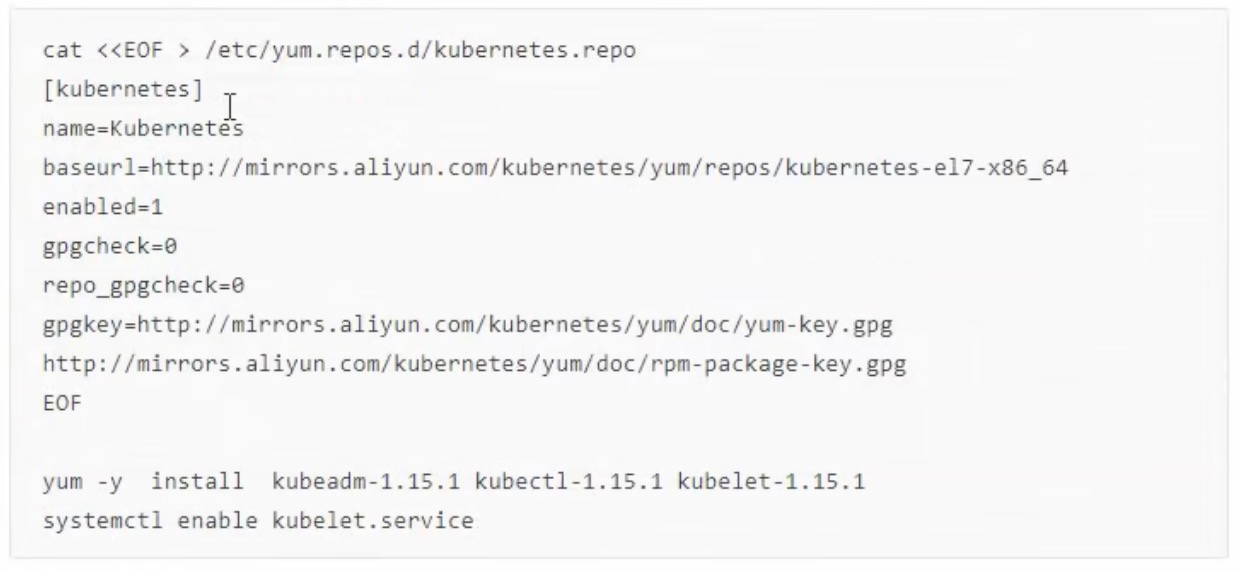 cat <<EOF > /etc/yum.repos.d/kubernetes.repo
[kubernetes]
name=Kubernetes
baseurl=http://mirrors.aliyun.com/kubernetes/yum/repos/kubernetes-el7-x86_64
enabled=1
gpgcheck=0
repo_gpgcheck=0
gpgkey=http://mirrors.aliyun.com/kubernetes/yum/doc/yum-key.gpg
http://mirrors.aliyun.com/kubernetes/yum/doc/rpm-package-key.gpg
EOF
yum -y  install  kubeadm-1.15.1 kubectl-1.15.1 kubelet-1.15.1
systemctl enable kubelet.service